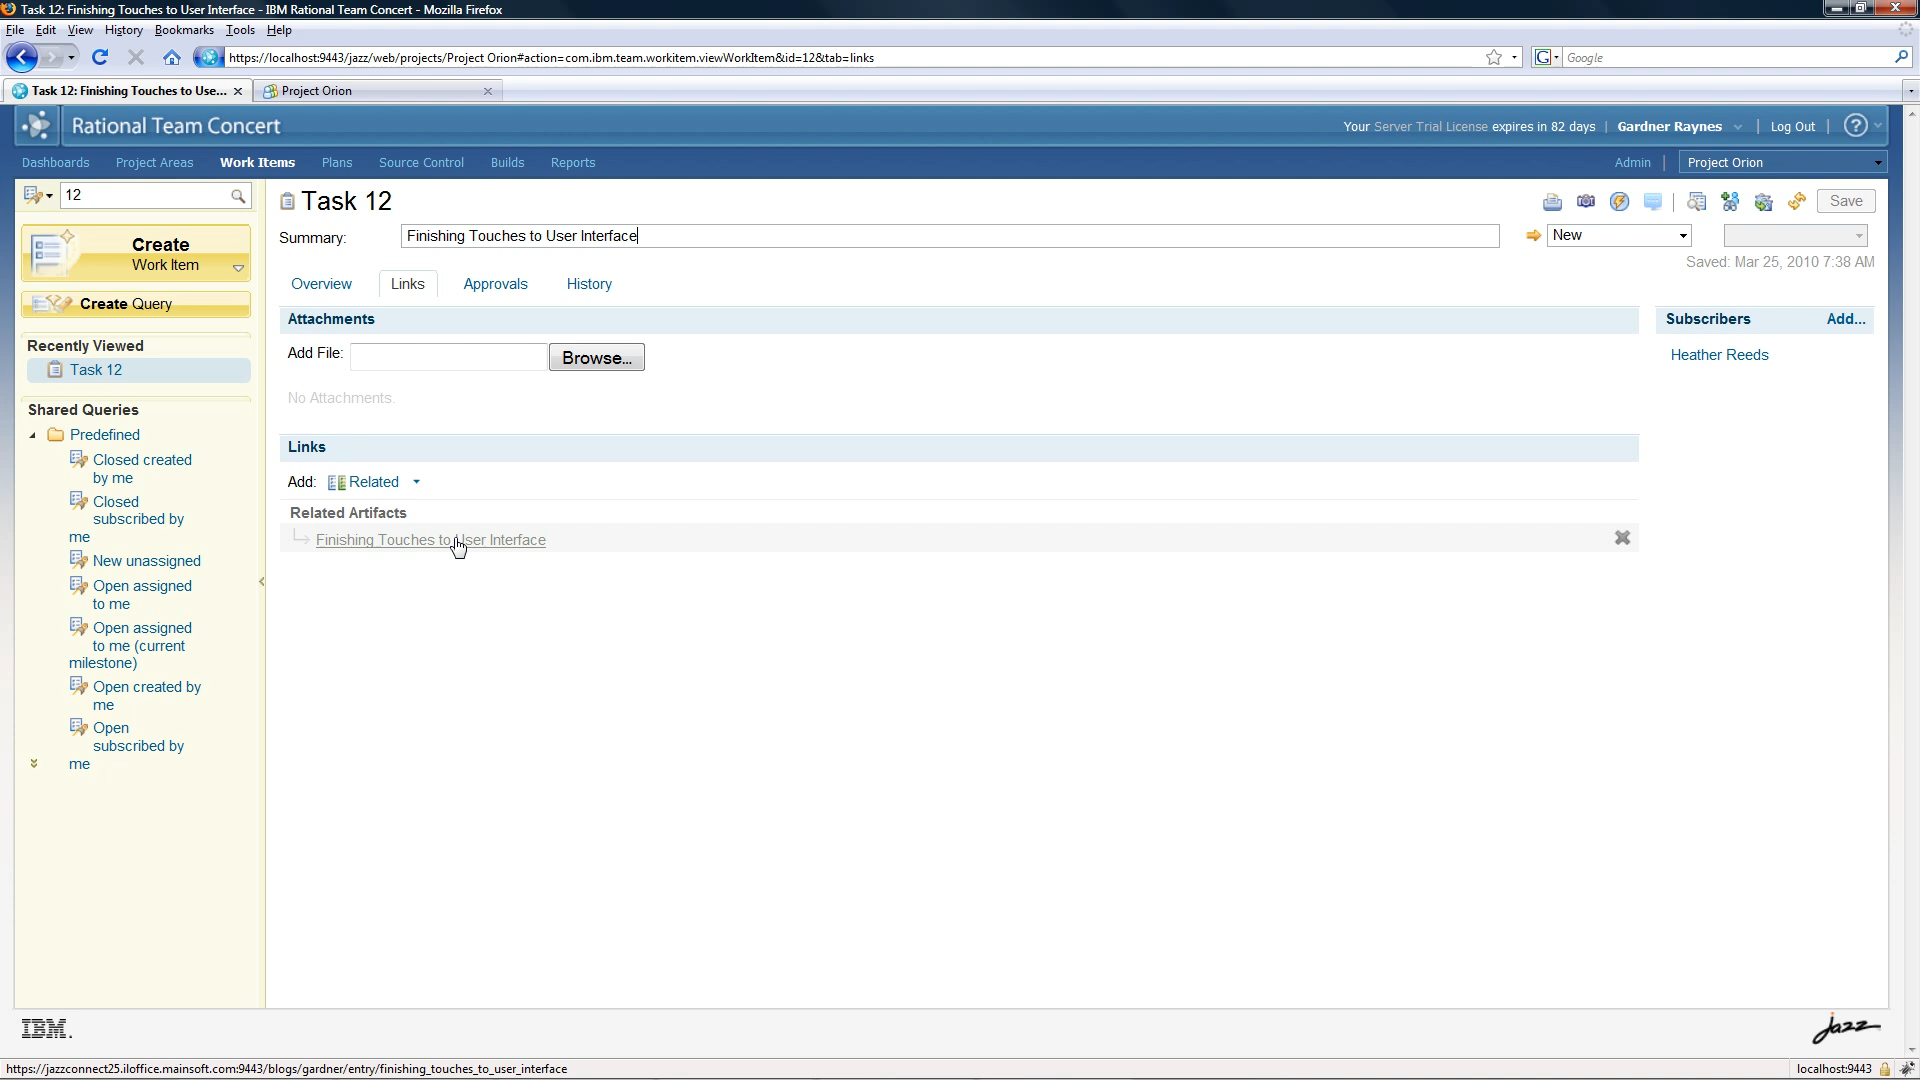 Task 12: Finishing Touches to User Interface - IBM Rational Team Concert - Mozilla Firefox
File Edit View History Bookmarks Tools Help
https://localhost:9443/jazz/web/projects/Project Orion#action=com.ibm.team.workitem.viewWorkItem&id=12&tab=links
Google
Task 12: Finishing Touches to Use...
Project Orion
Rational Team Concert
Your Server Trial License expires in 82 days | Gardner Raynes | Log Out |
Dashboards Project Areas Work Items Plans Source Control Builds Reports
Admin | Project Orion
12
Create
Work Item
Create Query
Recently Viewed
Task 12
Shared Queries
Predefined
Closed created
by me
Closed
subscribed by
me
New unassigned
Open assigned
to me
Open assigned
to me (current
milestone)
Open created by
me
Open
subscribed by
me
Task 12
Save
Summary: Finishing Touches to User Interface
New
Saved: Mar 25, 2010 7:38 AM
Overview Links Approvals History
Attachments
Add File: Browse...
No Attachments.
Links
Add: Related
Related Artifacts
Finishing Touches to User Interface
Subscribers Add...
Heather Reeds
IBM.
jazz
https://jazzconnect25.iloffice.mainsoft.com:9443/blogs/gardner/entry/finishing_touches_to_user_interface
localhost:9443